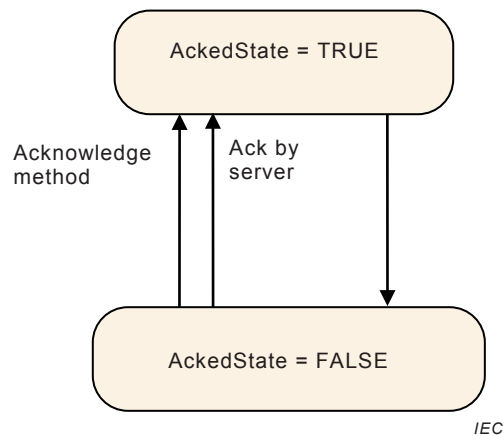 AckedState = TRUE
Acknowledge
method
Ack by
server
AckedState = FALSE
IEC